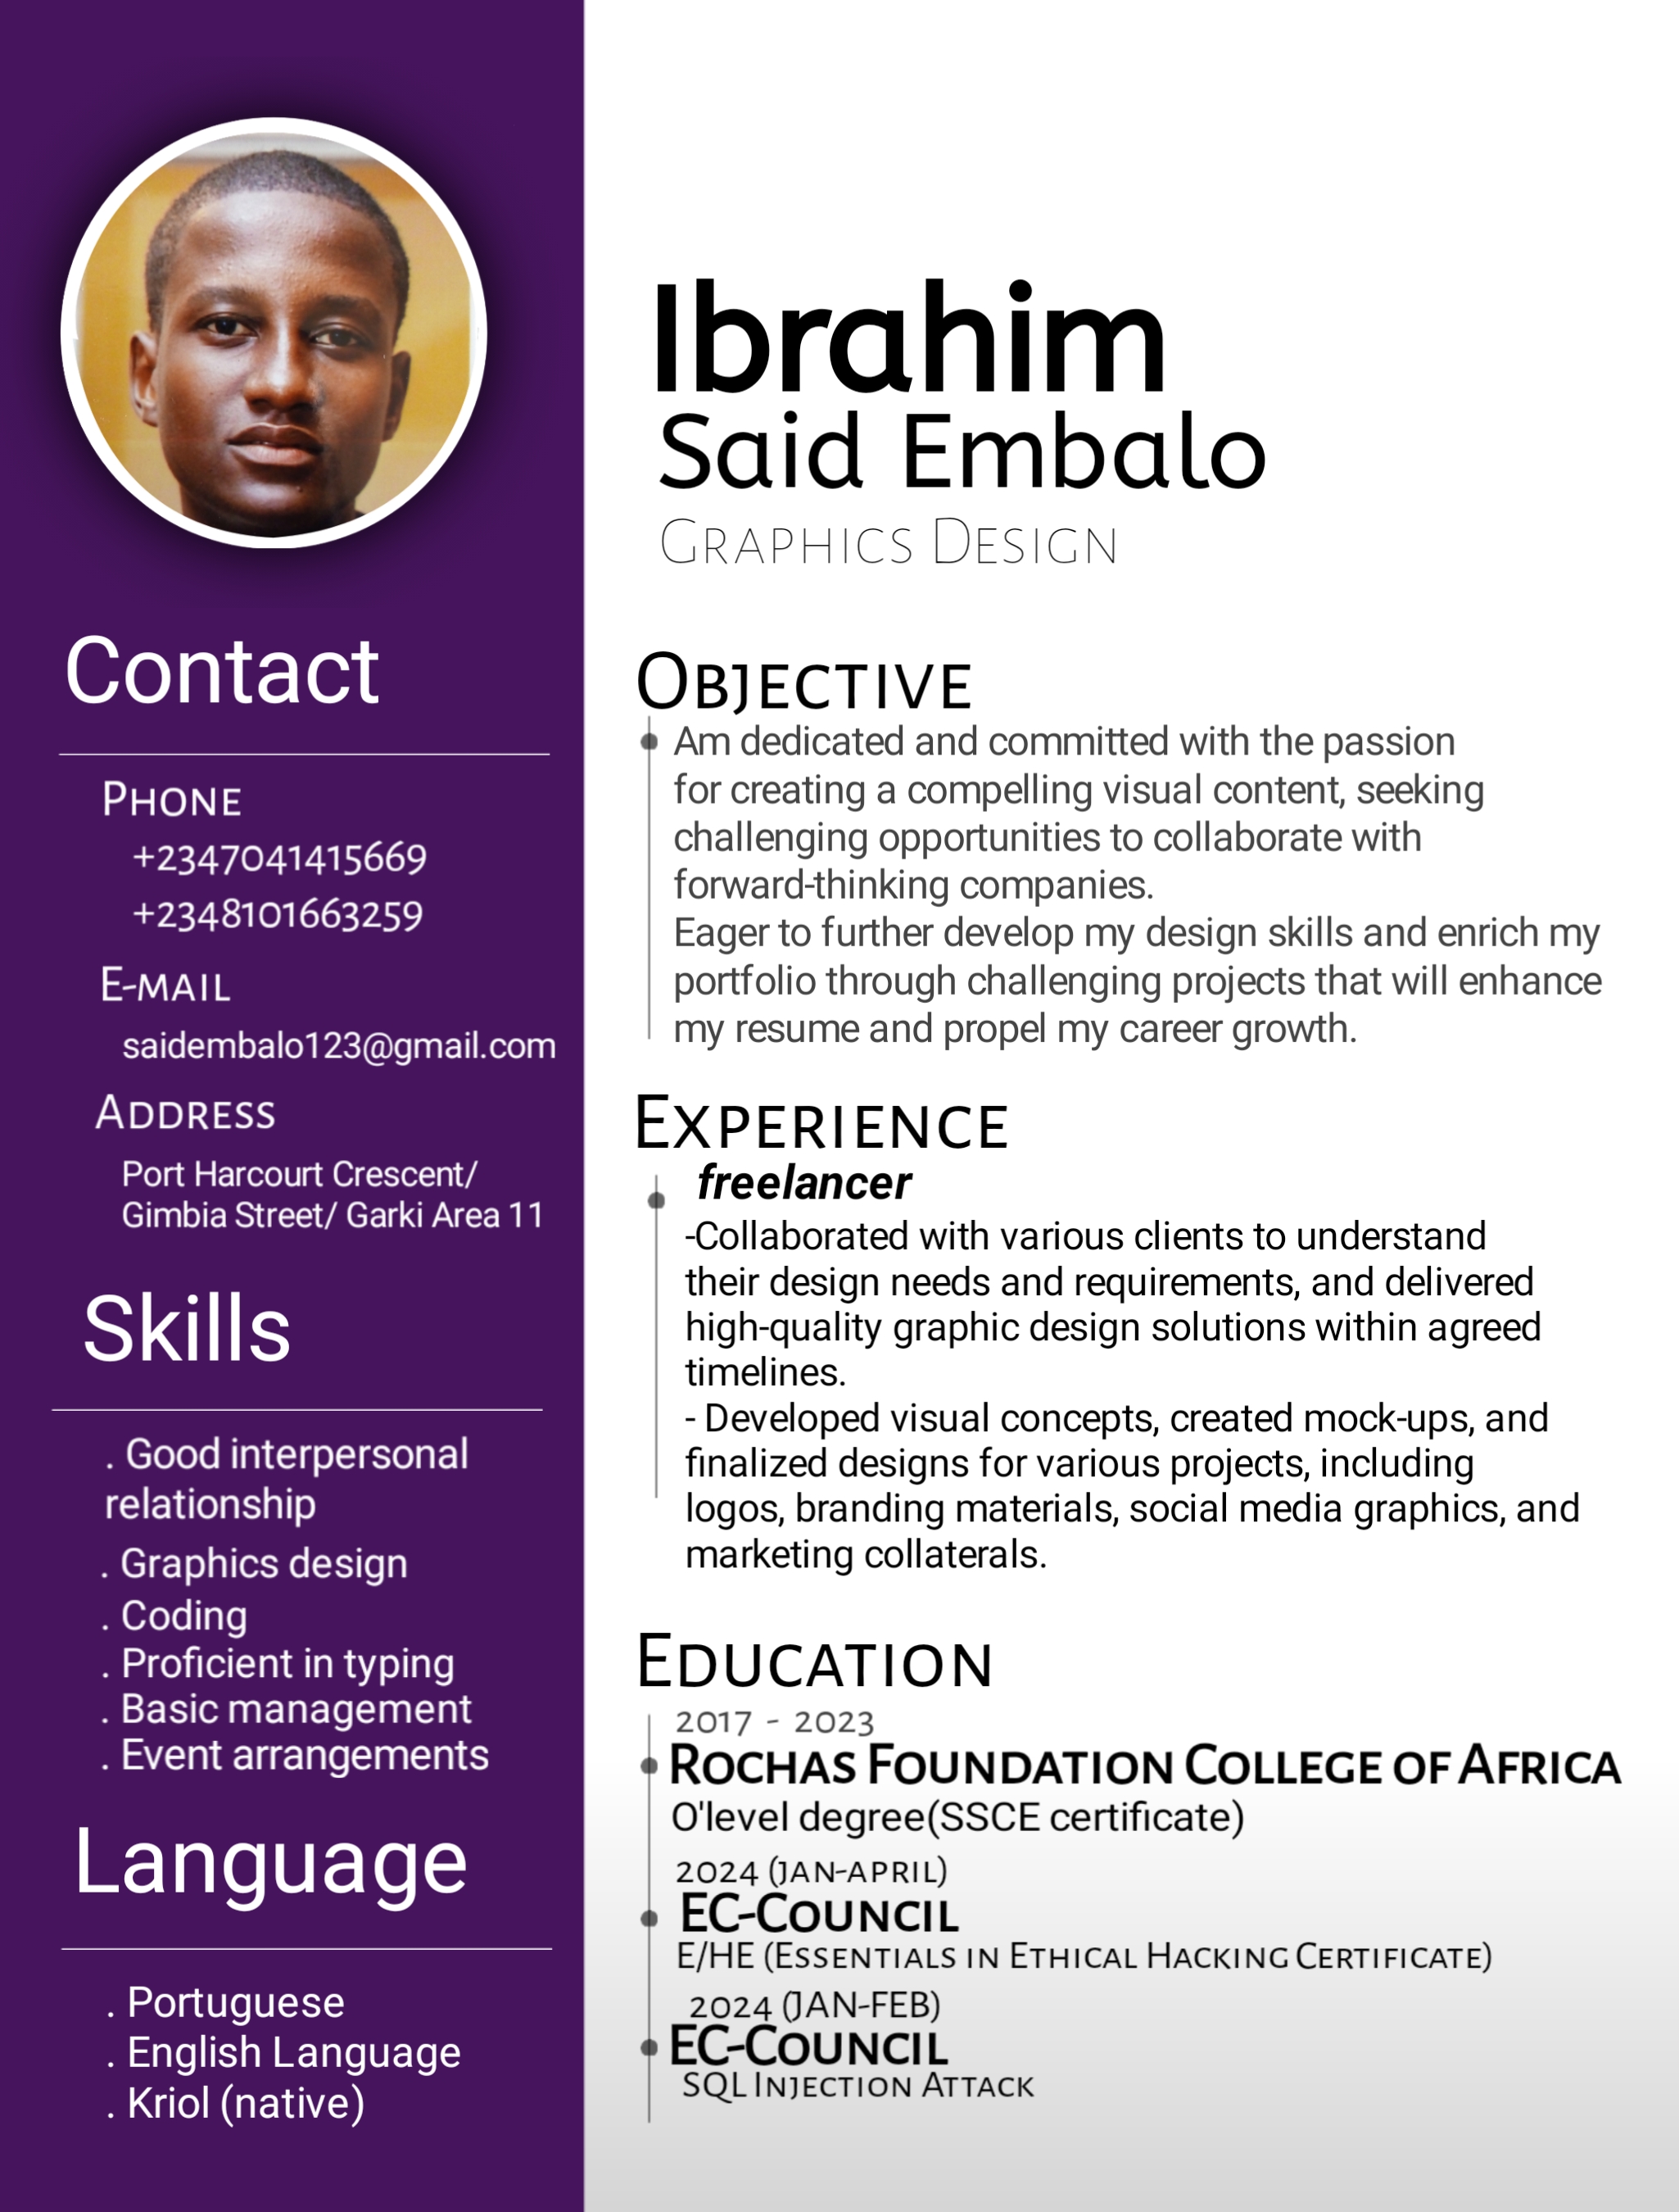 Contact
PHONE
+2347041415669
+2348101663259
E-MAIL
saidembalo123@gmail.com
ADDRESS
Port Harcourt Crescent/
Gimbia Street/ Garki Area 11
Skills
. Good interpersonal
relationship
. Graphics design
. Coding
. Proficient in typing
. Basic management
. Event arrangements
Language
. Portuguese
. English Language
. Kriol (native)
Ibrahim
Said Embalo
GRAPHICS DESIGN
OBJECTIVE
Am dedicated and committed with the passion
for creating a compelling visual content, seeking
challenging opportunities to collaborate with
forward-thinking companies.
Eager to further develop my design skills and enrich my
portfolio through challenging projects that will enhance
my resume and propel my career growth.
EXPERIENCE
freelancer
-Collaborated with various clients to understand
their design needs and requirements, and delivered
high-quality graphic design solutions within agreed
timelines.
- Developed visual concepts, created mock-ups, and
finalized designs for various projects, including
logos, branding materials, social media graphics, and
marketing collaterals.
EDUCATION
2017 - 2023
ROCHAS FOUNDATION COLLEGE OF AFRICA
O'level degree(SSCE certificate)
2024 (JAN-APRIL)
EC-COUNCIL
E/HE (ESSENTIALS IN ETHICAL HACKING CERTIFICATE)
2024 (JAN-FEB)
EC-COUNCIL
SQL INJECTION ATTACK